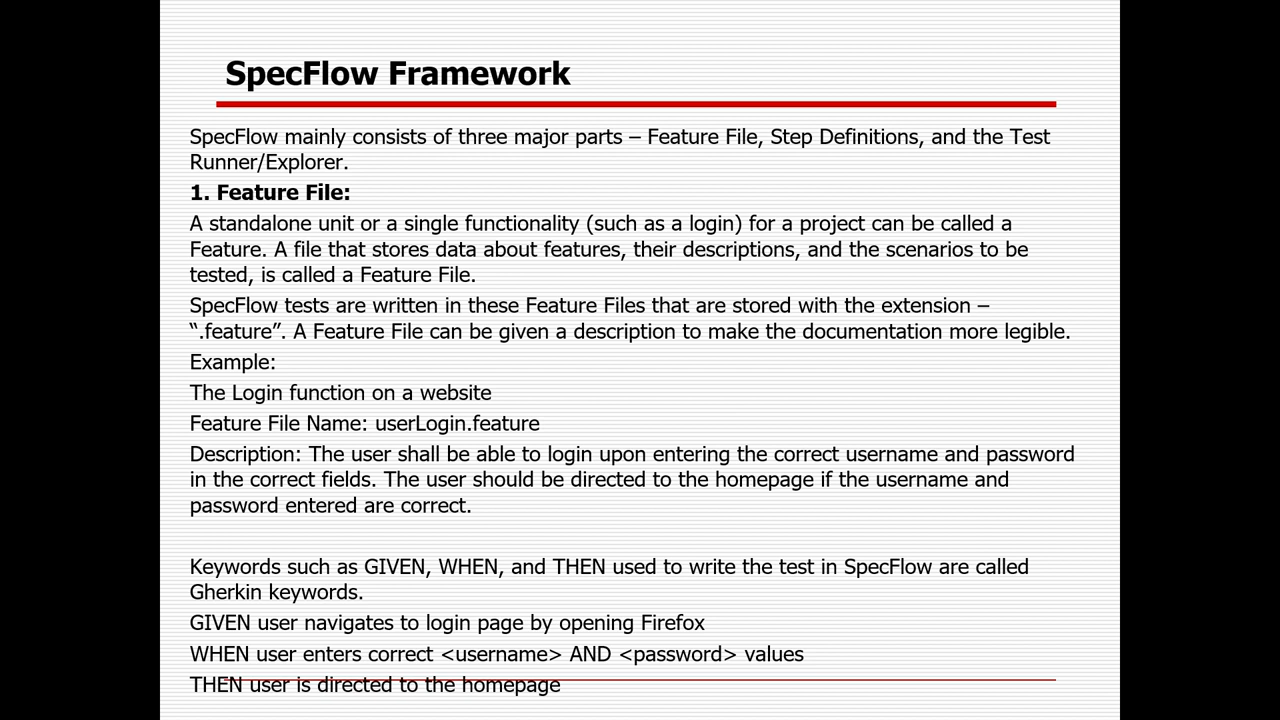 SpecFlow Framework
SpecFlow mainly consists of three major parts – Feature File, Step Definitions, and the Test
Runner/Explorer.
1. Feature File:
A standalone unit or a single functionality (such as a login) for a project can be called a
Feature. A file that stores data about features, their descriptions, and the scenarios to be
tested, is called a Feature File.
SpecFlow tests are written in these Feature Files that are stored with the extension –
“.feature”. A Feature File can be given a description to make the documentation more legible.
Example:
The Login function on a website
Feature File Name: userLogin.feature
Description: The user shall be able to login upon entering the correct username and password
in the correct fields. The user should be directed to the homepage if the username and
password entered are correct.
Keywords such as GIVEN, WHEN, and THEN used to write the test in SpecFlow are called
Gherkin keywords.
GIVEN user navigates to login page by opening Firefox
WHEN user enters correct <username> AND <password> values
THEN user is directed to the homepage